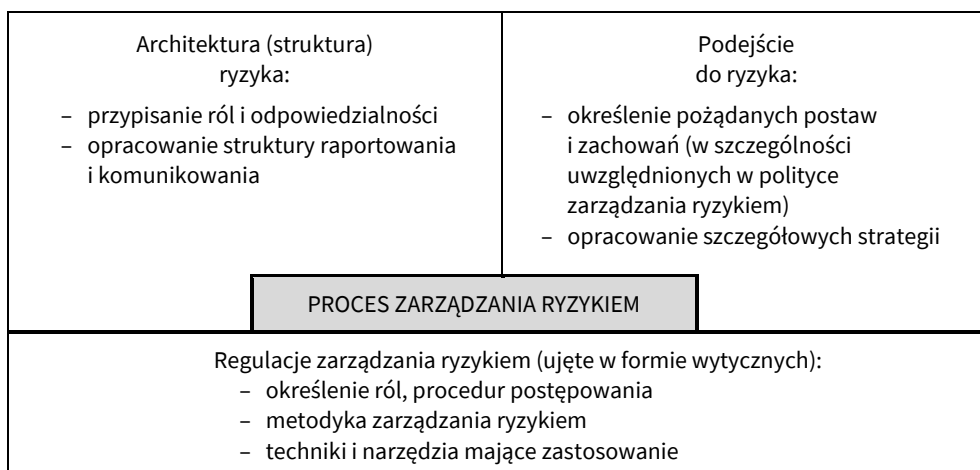 Architektura (struktura)
ryzyka:
– przypisanie ról i odpowiedzialności
– opracowanie struktury raportowania
i komunikowania
Podejście
do ryzyka:
– określenie pożądanych postaw
i zachowań (w szczególności
uwzględnionych w polityce
zarządzania ryzykiem)
– opracowanie szczegółowych strategii
PROCES ZARZĄDZANIA RYZYKIEM
Regulacje zarządzania ryzykiem (ujęte w formie wytycznych):
– określenie ról, procedur postępowania
– metodyka zarządzania ryzykiem
– techniki i narzędzia mające zastosowanie